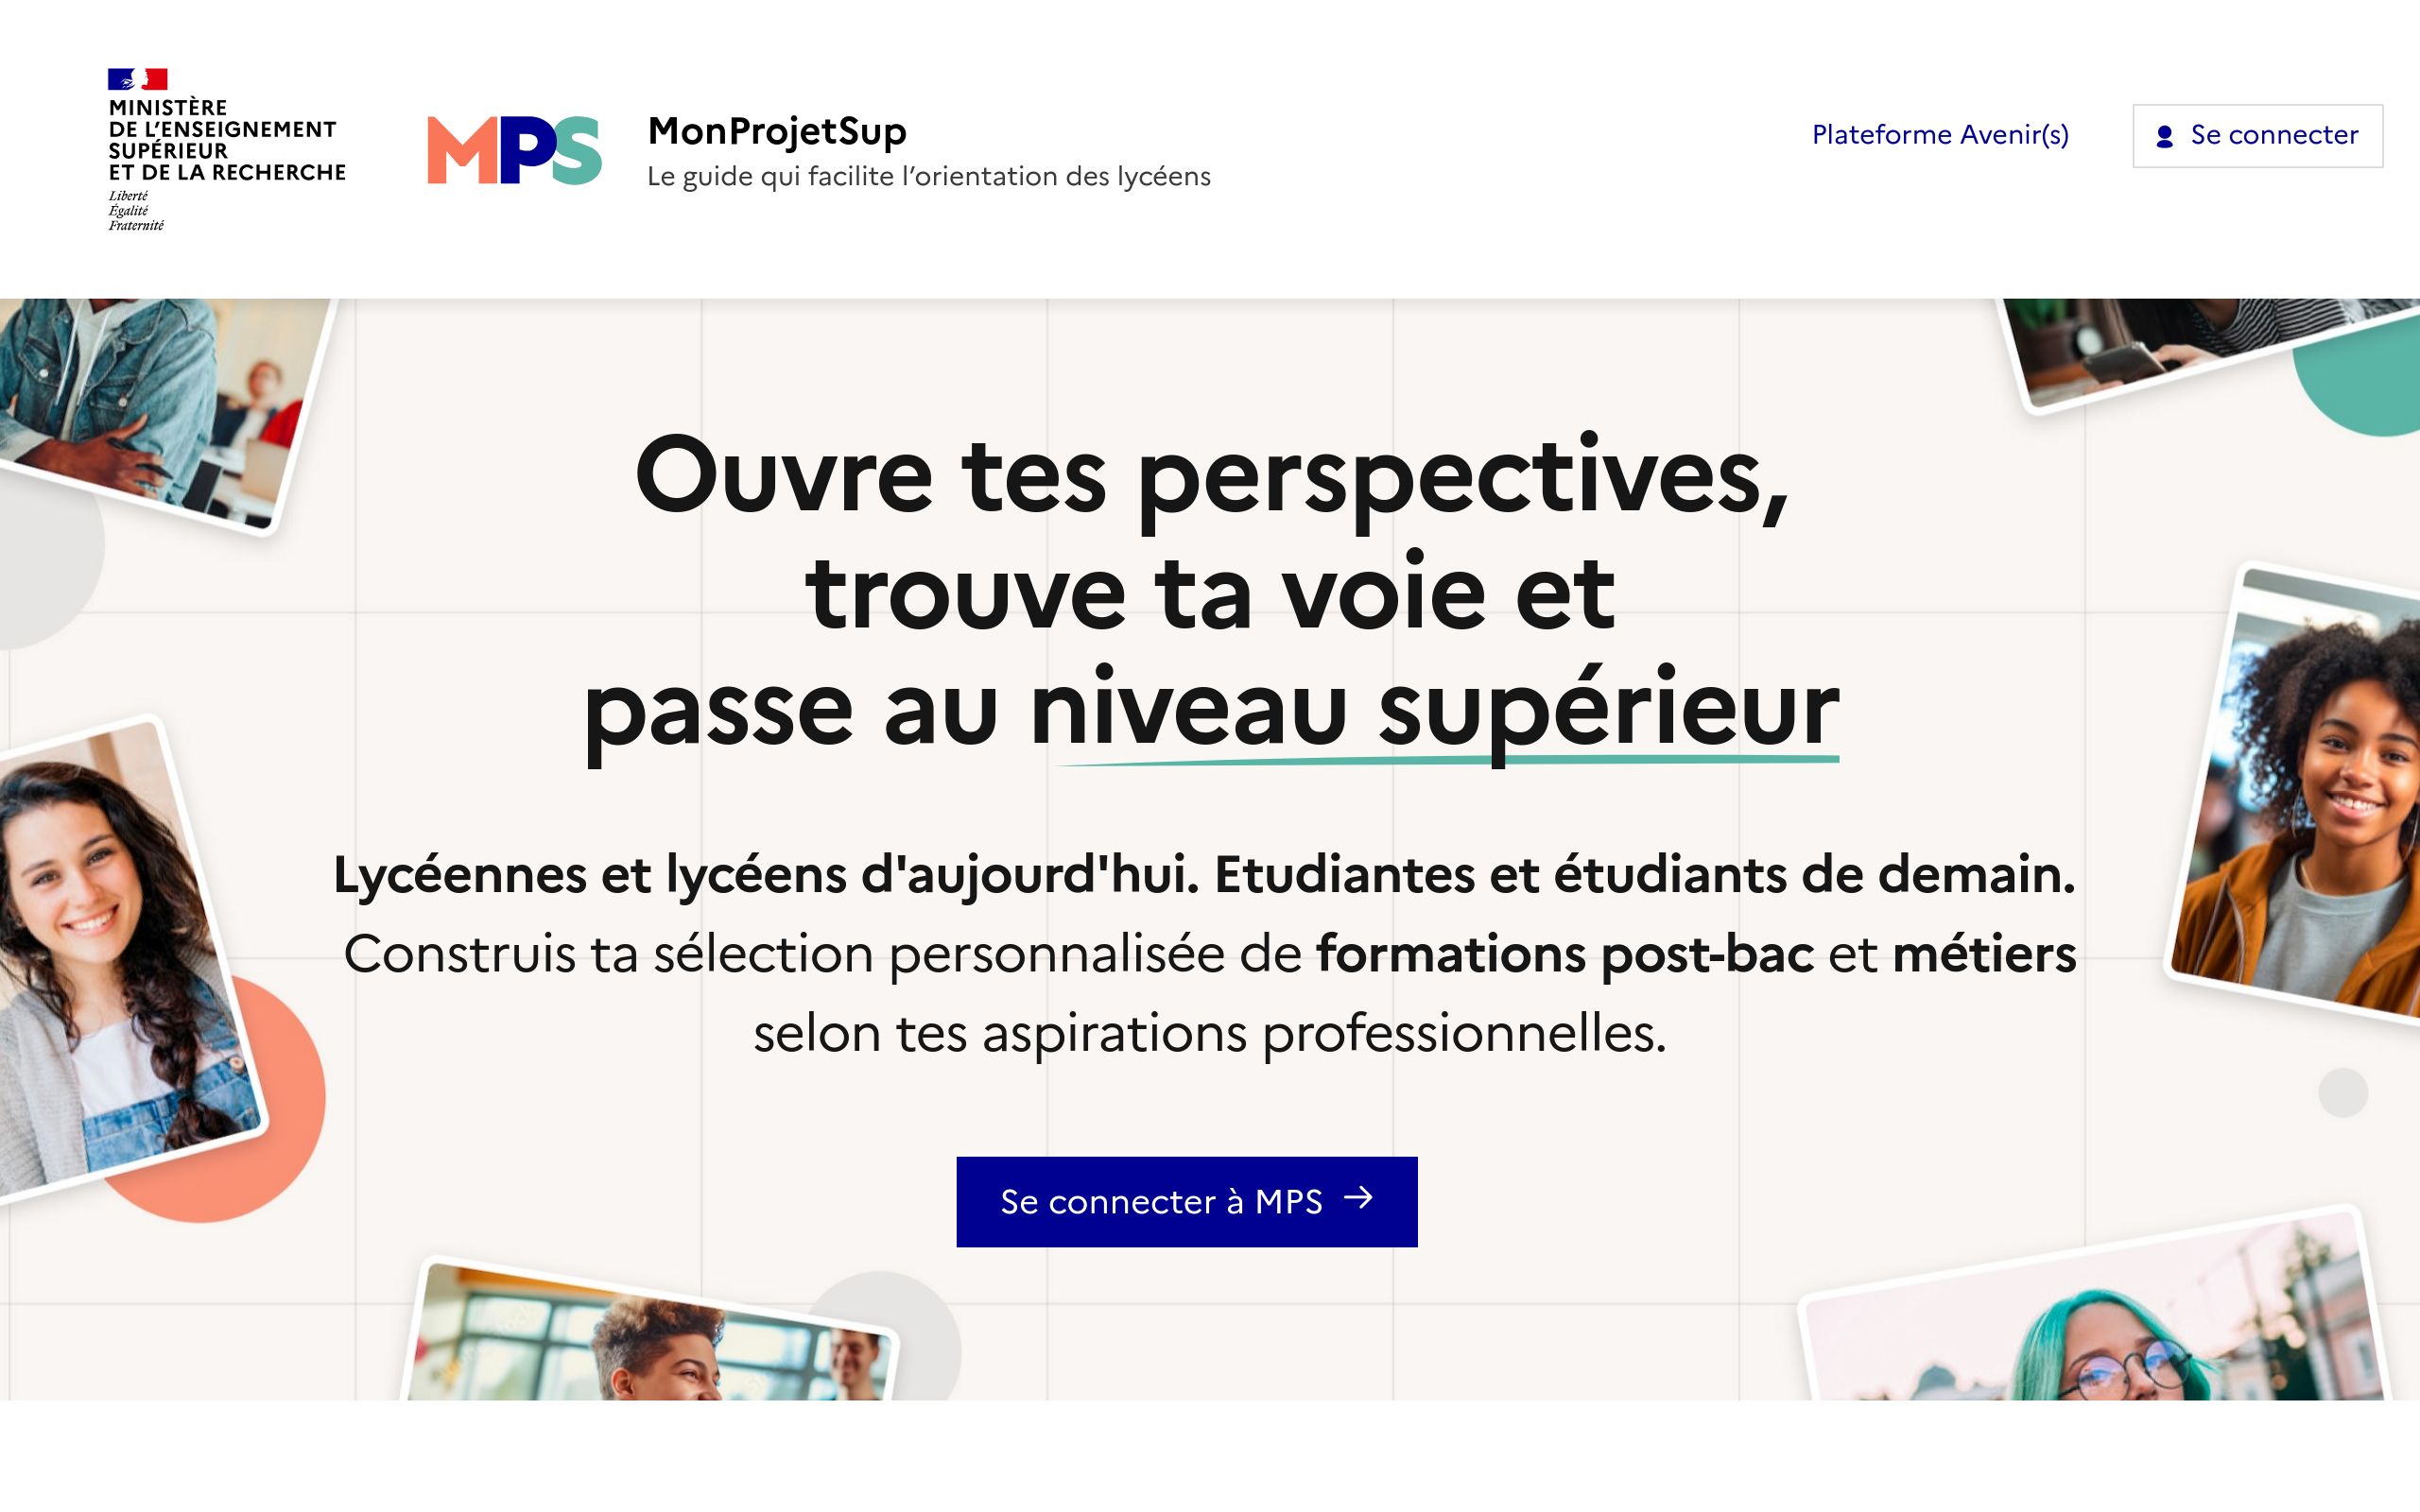 MINISTÈRE
DE L'ENSEIGNEMENT
SUPÉRIEUR
ET DE LA RECHERCHE
Liberté
Égalité
Fraternité
MPS
MonProjetSup
Le guide qui facilite l’orientation des lycéens
Plateforme Avenir(s)
Se connecter
Ouvre tes perspectives,
trouve ta voie et
passe au niveau supérieur
Lycéennes et lycéens d'aujourd'hui. Etudiantes et étudiants de demain.
Construis ta sélection personnalisée de formations post-bac et métiers
selon tes aspirations professionnelles.
Se connecter à MPS →